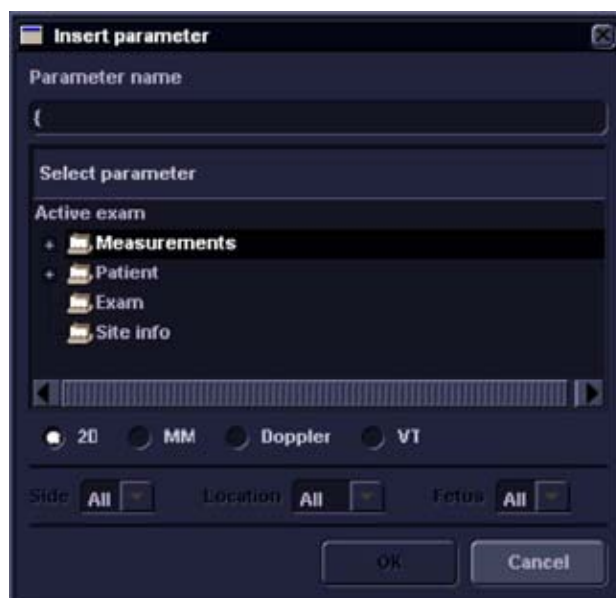 Insert parameter
Parameter name
{
Select parameter
Active exam
+ Measurements
+ Patient
Exam
Site info
2D MM Doppler VT
Side All Location All Fetus All
OK Cancel